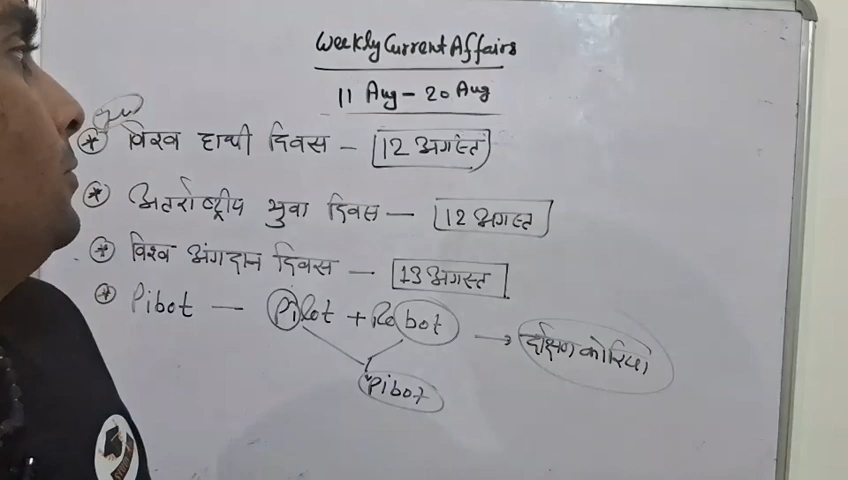 Weekly Current Affairs
11 Aug - 20 Aug
* विश्व हाथी दिवस - 12 अगस्त
* अंतर्राष्ट्रीय युवा दिवस - 12 अगस्त
* विश्व अंगदान दिवस - 13 अगस्त
* Pibot - Pilot + Robot → दक्षिण कोरिया
Pibot